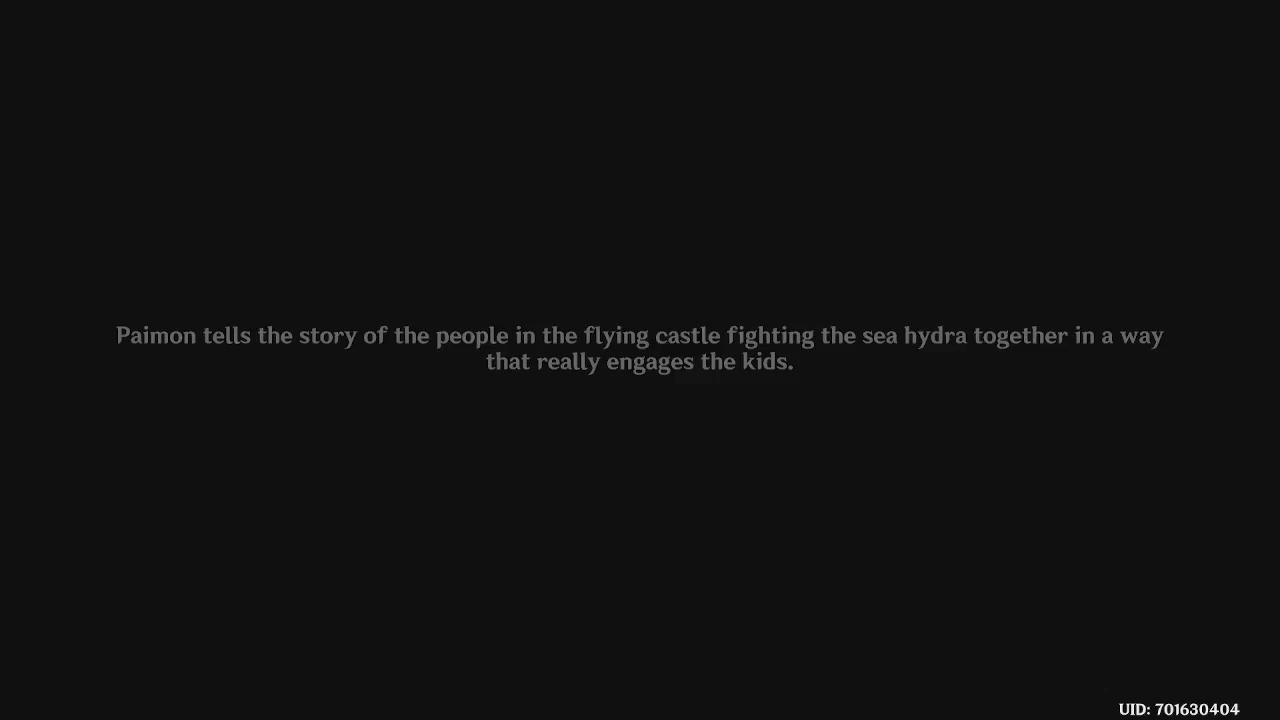 Paimon tells the story of the people in the flying castle fighting the sea hydra together in a way
that really engages the kids.
UID: 701630404